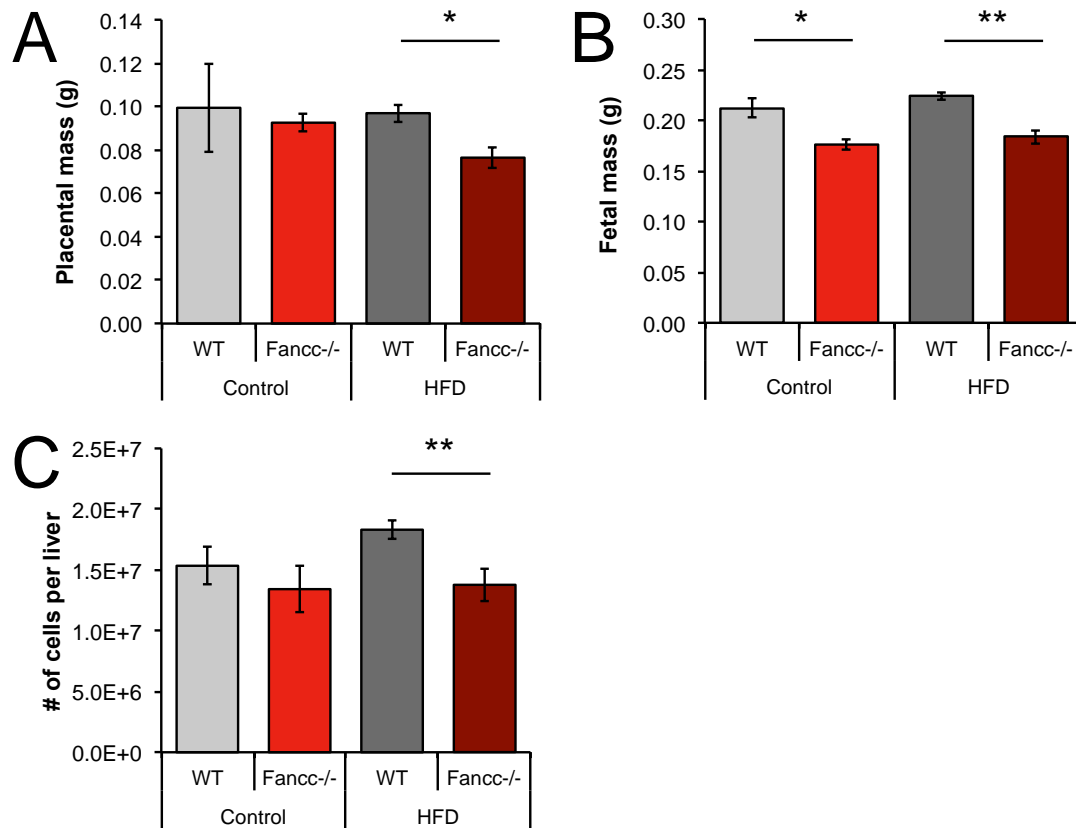 A
Placental mass (g)
0.14
0.12
0.10
0.08
0.06
0.04
0.02
0.00
*
WT Fancc-/- WT Fancc-/-
Control HFD
B
Fetal mass (g)
0.30
0.25
0.20
0.15
0.10
0.05
0.00
* **
WT Fancc-/- WT Fancc-/-
Control HFD
C
# of cells per liver
2.5E+7
2.0E+7
1.5E+7
1.0E+7
5.0E+6
0.0E+0
**
WT Fancc-/- WT Fancc-/-
Control HFD